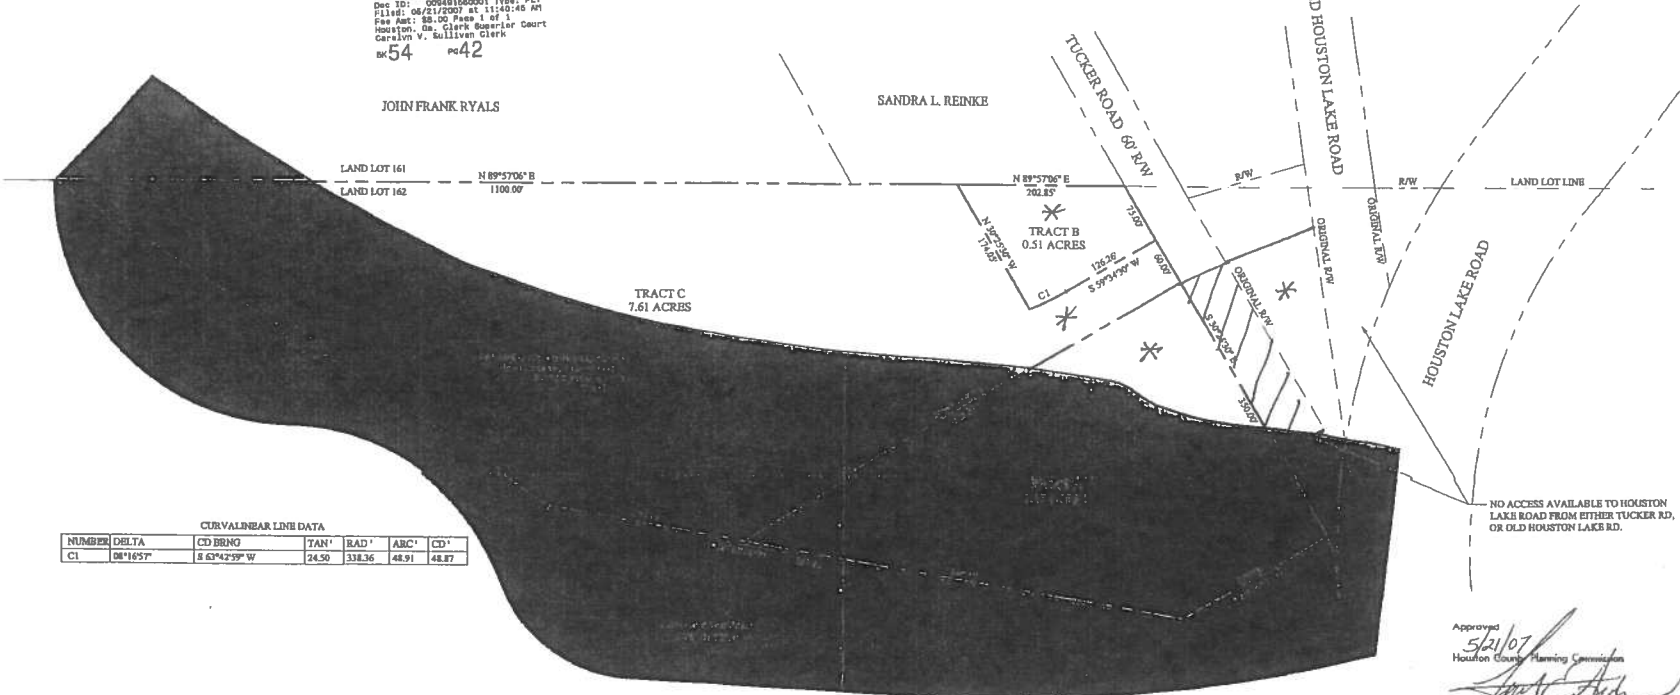 Filed: 06/21/2007 at 11:40:46 AM
Fee Amt: $8.00 Page 1 of 1
Houston, Ga. Clerk Superior Court
Carolyn V. Sullivan Clerk
BK 54 PG 42
JOHN FRANK RYALS
SANDRA L. REINKE
TUCKER ROAD 60' R/W
D HOUSTON LAKE ROAD
LAND LOT 161
LAND LOT 162
N 89°57'06" E
1100.00'
N 89°57'06" E
202.85'
R/W
R/W
LAND LOT LINE
TRACT B
0.51 ACRES
75.00'
60.00'
N 30°25'30" W
174.05'
126.26'
S 59°34'30" W
C1
ORIGINAL R/W
ORIGINAL R/W
ORIGINAL R/W
350.00'
HOUSTON LAKE ROAD
TRACT C
7.61 ACRES
NO ACCESS AVAILABLE TO HOUSTON
LAKE ROAD FROM EITHER TUCKER RD,
OR OLD HOUSTON LAKE RD.
CURVALINEAR LINE DATA
NUMBER DELTA CD BRNG TAN' RAD' ARC' CD'
C1 08°16'57" S 63°42'59" W 24.50 338.36 48.91 48.87
Approved
5/21/07
Houston County Planning Commission